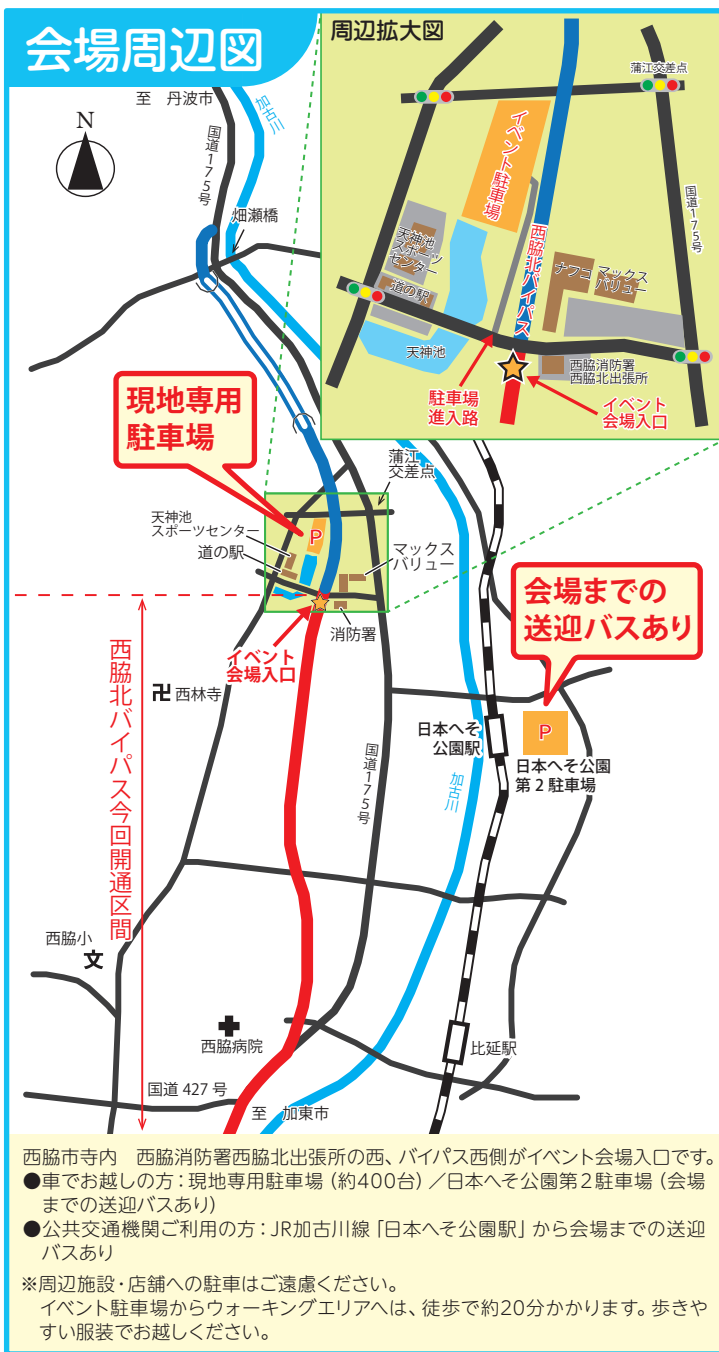 会場周辺図
周辺拡大図
蒲江交差点
イベント駐車場
国道175号
西脇北バイパス
天神池
スポーツ
センター
道の駅
天神池
ナフコ
マックス
バリュー
西脇消防署
西脇北出張所
駐車場
進入路
イベント
会場入口
至 丹波市
加古川
N
国道175号
畑瀬橋
現地専用
駐車場
蒲江
交差点
天神池
スポーツセンター
道の駅
P
マックス
バリュー
消防署
イベント
会場入口
会場までの
送迎バスあり
西脇北バイパス今回開通区間
卍 西林寺
日本へそ
公園駅
P
日本へそ公園
第2駐車場
国道175号
加古川
西脇小
文
西脇病院
比延駅
国道427号
至 加東市
西脇市寺内 西脇消防署西脇北出張所の西、バイパス西側がイベント会場入口です。
●車でお越しの方：現地専用駐車場（約400台）／日本へそ公園第2駐車場（会場
までの送迎バスあり）
●公共交通機関ご利用の方：JR加古川線「日本へそ公園駅」から会場までの送迎
バスあり
※周辺施設・店舗への駐車はご遠慮ください。
イベント駐車場からウォーキングエリアへは、徒歩で約20分かかります。歩きや
すい服装でお越しください。